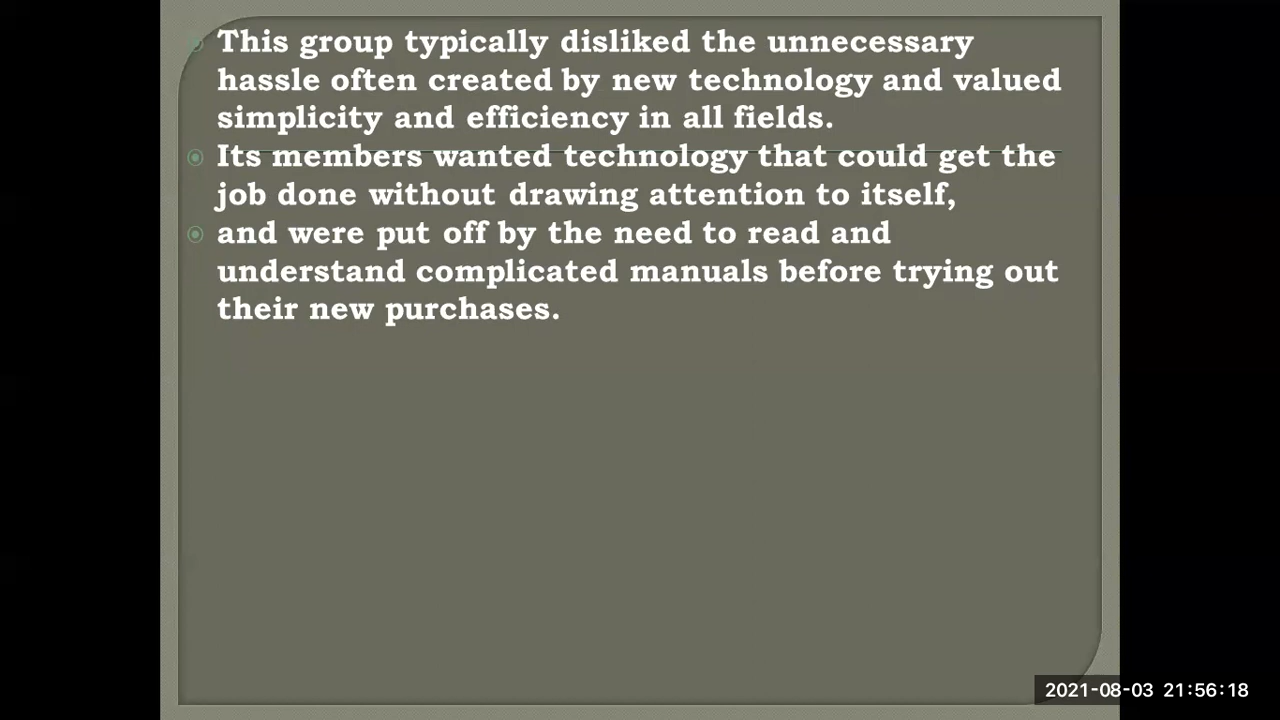 This group typically disliked the unnecessary
hassle often created by new technology and valued
simplicity and efficiency in all fields.
Its members wanted technology that could get the
job done without drawing attention to itself,
and were put off by the need to read and
understand complicated manuals before trying out
their new purchases.
2021-08-03 21:56:18